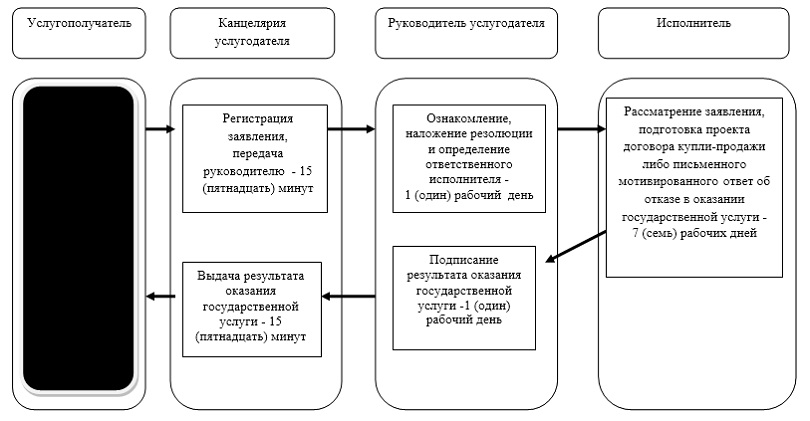 Услугополучатель
Канцелярия
услугодателя
Руководитель услугодателя
Исполнитель
Регистрация
заявления,
передача
руководителю - 15
(пятнадцать) минут
Ознакомление,
наложение резолюции
и определение
ответственного
исполнителя -
1 (один) рабочий день
Рассматрение заявления,
подготовка проекта
договора купли-продажи
либо письменного
мотивированного ответ об
отказе в оказании
государственной услуги -
7 (семь) рабочих дней
Подписание
результата оказания
государственной
услуги -1 (один)
рабочий день
Выдача результата
оказания
государственной
услуги - 15
(пятнадцать) минут